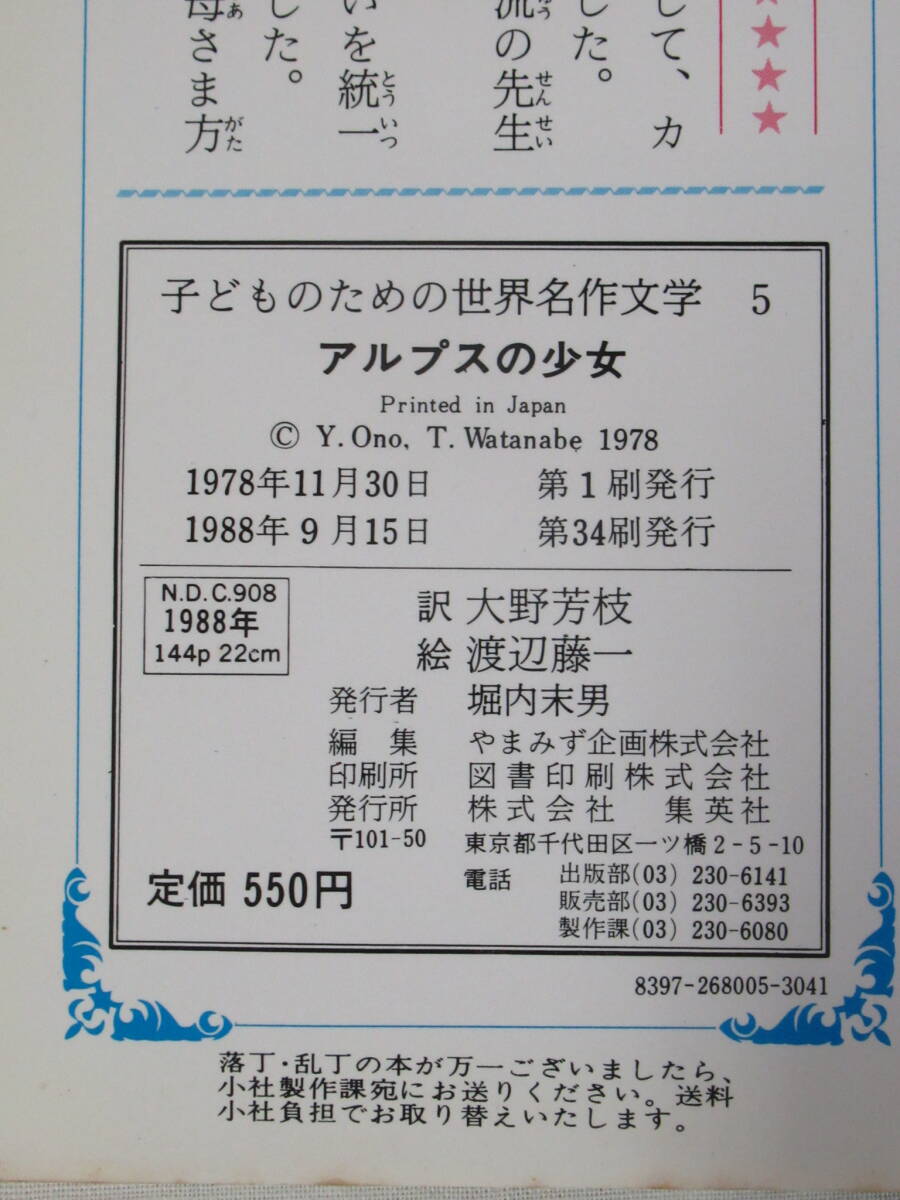 して、カ
した。
流の先生
いを統一
した。
母さま方
子どものための世界名作文学 5
アルプスの少女
Printed in Japan
© Y. Ono, T. Watanabe 1978
1978年11月30日 第1刷発行
1988年9月15日 第34刷発行
N.D.C.908
1988年
144p 22cm
訳 大野芳枝
絵 渡辺藤一
発行者 堀内末男
編集 やまみず企画株式会社
印刷所 図書印刷株式会社
発行所 株式会社 集英社
〒101-50 東京都千代田区一ツ橋2-5-10
電話 出版部(03) 230-6141
販売部(03) 230-6393
製作課(03) 230-6080
定価 550円
8397-268005-3041
落丁・乱丁の本が万一ございましたら、
小社製作課宛にお送りください。送料
小社負担でお取り替えいたします。